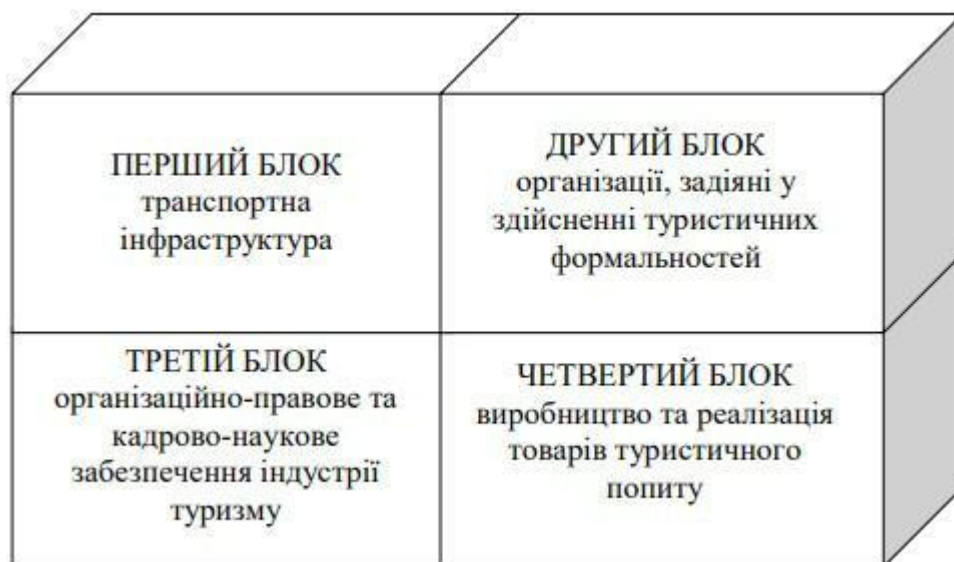 ПЕРШИЙ БЛОК
транспортна
інфраструктура
ДРУГИЙ БЛОК
організації, задіяні у
здійсненні туристичних
формальностей
ТРЕТІЙ БЛОК
організаційно-правове та
кадрово-наукове
забезпечення індустрії
туризму
ЧЕТВЕРТИЙ БЛОК
виробництво та реалізація
товарів туристичного
попиту